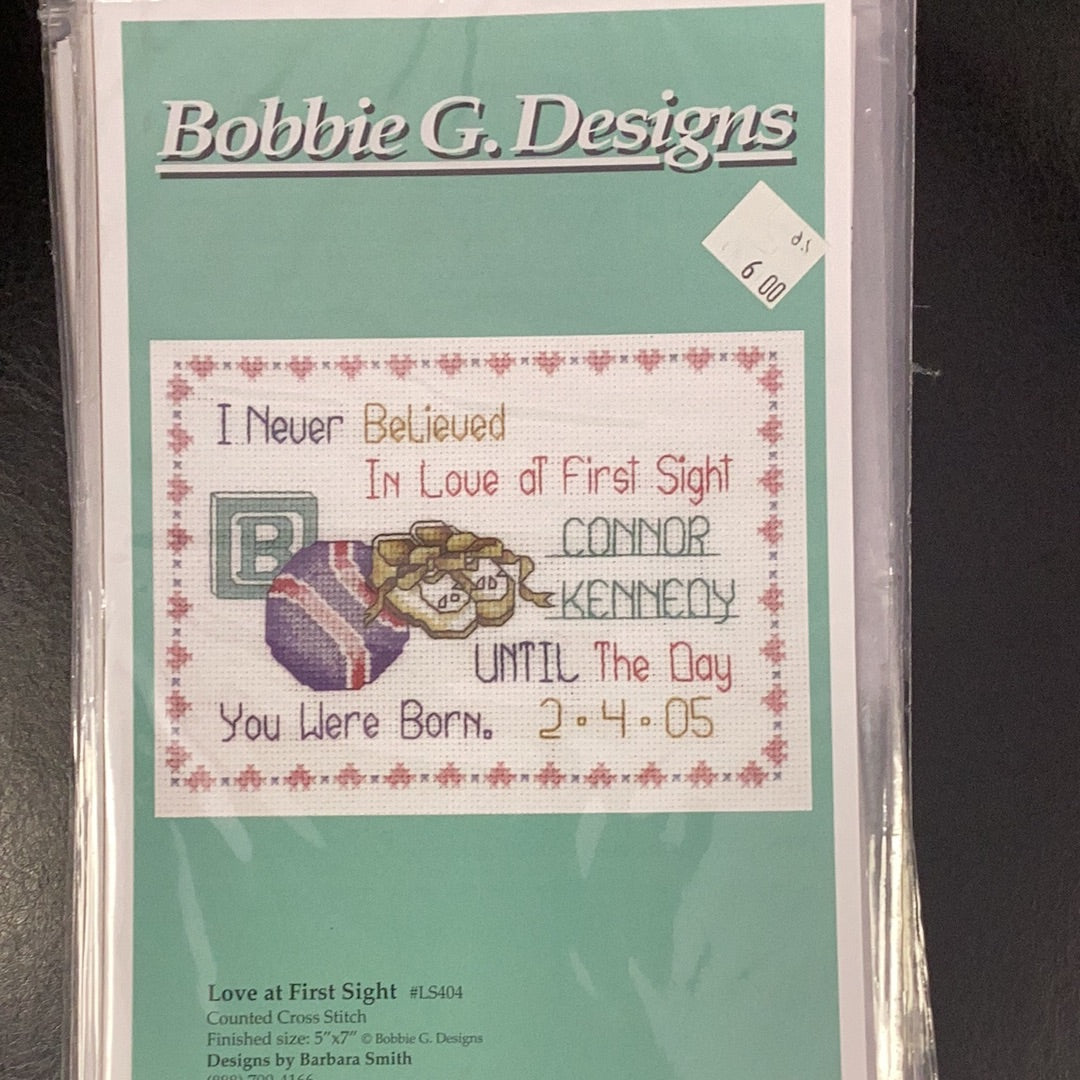 Bobbie G. Designs
6 00
I Never Believed
In Love at First Sight
B
CONNOR
KENNEDY
UNTIL The Day
You Were Born. 2•4•05
Love at First Sight #LS404
Counted Cross Stitch
Finished size: 5"x7" © Bobbie G. Designs
Designs by Barbara Smith